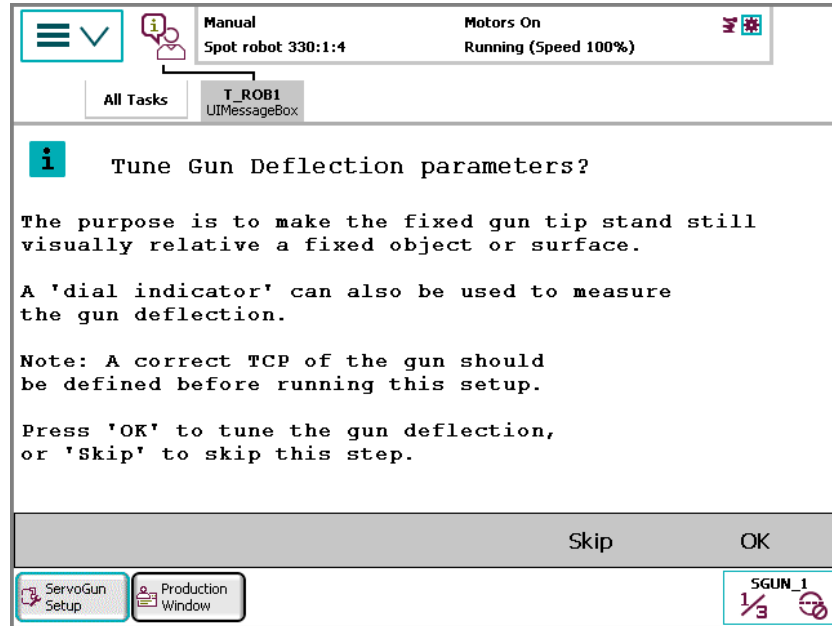 Manual
Spot robot 330:1:4
Motors On
Running (Speed 100%)
All Tasks
T_ROB1
UIMessageBox
i
Tune Gun Deflection parameters?
The purpose is to make the fixed gun tip stand still
visually relative a fixed object or surface.
A 'dial indicator' can also be used to measure
the gun deflection.
Note: A correct TCP of the gun should
be defined before running this setup.
Press 'OK' to tune the gun deflection,
or 'Skip' to skip this step.
Skip
OK
ServoGun
Setup
Production
Window
SGUN_1
1/3